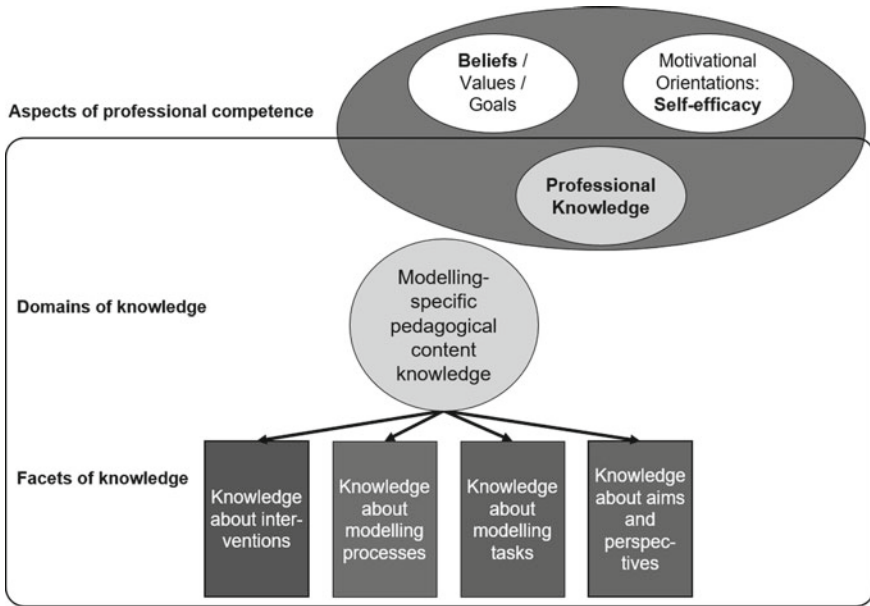 Beliefs /
Values /
Goals
Motivational
Orientations:
Self-efficacy
Aspects of professional competence
Professional
Knowledge
Modelling-
specific
pedagogical
content
knowledge
Domains of knowledge
Facets of knowledge
Knowledge
about inter-
ventions
Knowledge
about
modelling
processes
Knowledge
about
modelling
tasks
Knowledge
about aims
and
perspec-
tives